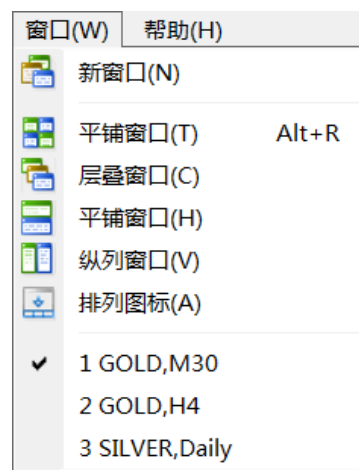 窗口(W) 帮助(H)
新窗口(N)
平铺窗口(T) Alt+R
层叠窗口(C)
平铺窗口(H)
纵列窗口(V)
排列图标(A)
1 GOLD,M30
2 GOLD,H4
3 SILVER,Daily